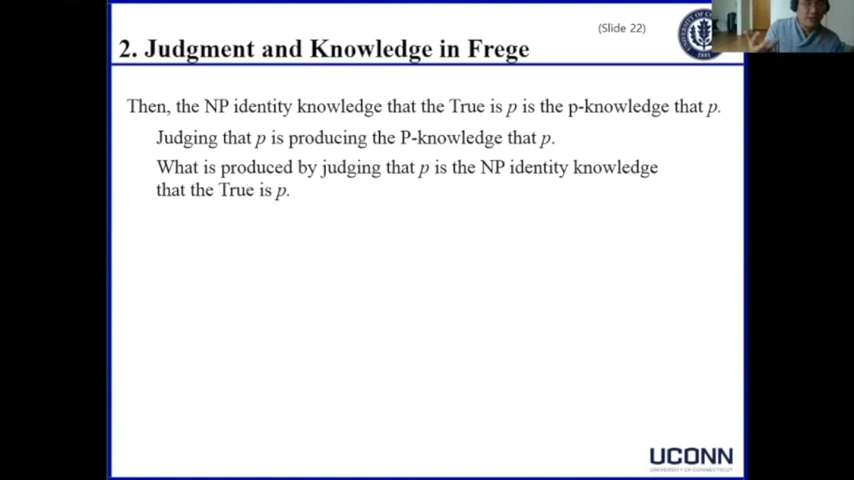 (Slide 22)
2. Judgment and Knowledge in Frege
Then, the NP identity knowledge that the True is p is the p-knowledge that p.
Judging that p is producing the P-knowledge that p.
What is produced by judging that p is the NP identity knowledge
that the True is p.
UCONN
UNIVERSITY OF CONNECTICUT